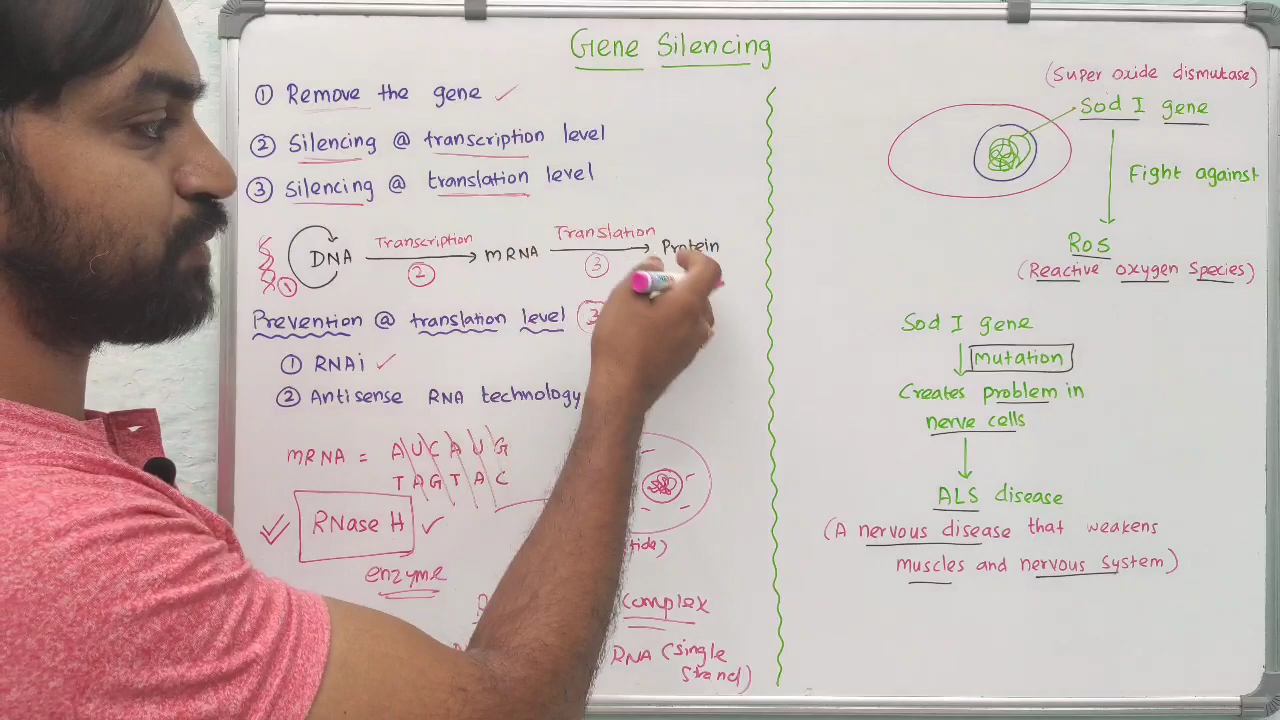 Gene Silencing
① Remove the gene ✓
② Silencing @ transcription level
③ Silencing @ translation level
DNA Transcription mRNA Translation Protein
① ② ③
Prevention @ translation level ③
① RNAi ✓
② Antisense RNA technology
mRNA = A U C A U G
T A G T A C
RNase H ✓
enzyme
complex
RNA (single
strand)
(Super oxide dismutase)
Sod I gene
Fight against
Ros
(Reactive oxygen Species)
Sod I gene
Mutation
Creates problem in
nerve cells
ALS disease
(A nervous disease that weakens
muscles and nervous system)